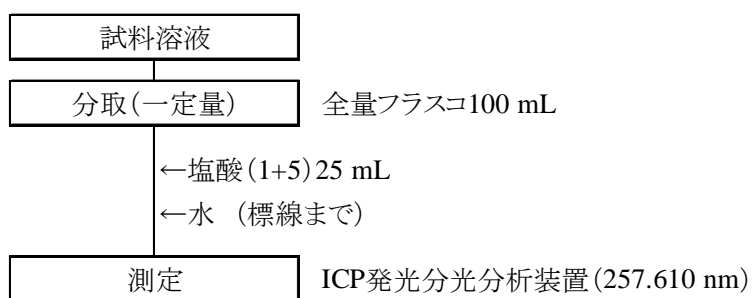 試料溶液
分取(一定量) 全量フラスコ100 mL
←塩酸(1+5)25 mL
←水 (標線まで)
測定 ICP発光分光分析装置(257.610 nm)